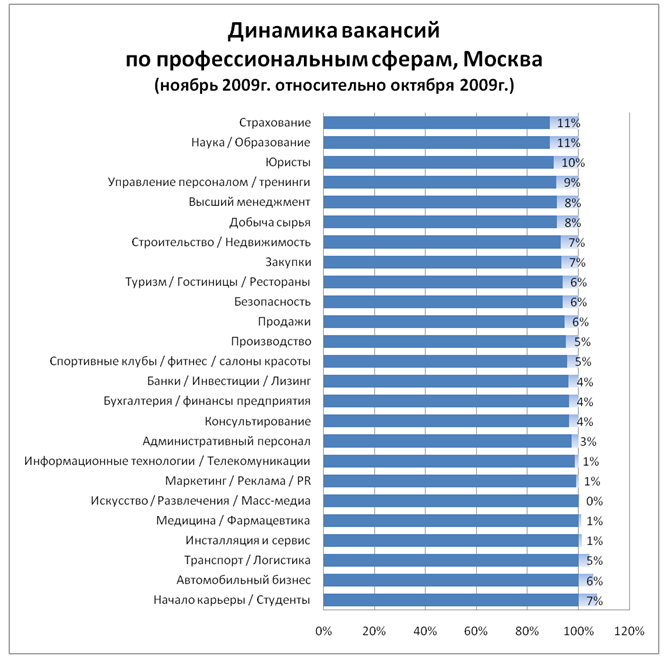 Динамика вакансий
по профессиональным сферам, Москва
(ноябрь 2009г. относительно октября 2009г.)
Страхование 11%
Наука / Образование 11%
Юристы 10%
Управление персоналом / тренинги 9%
Высший менеджмент 8%
Добыча сырья 8%
Строительство / Недвижимость 7%
Закупки 7%
Туризм / Гостиницы / Рестораны 6%
Безопасность 6%
Продажи 6%
Производство 5%
Спортивные клубы / фитнес / салоны красоты 5%
Банки / Инвестиции / Лизинг 4%
Бухгалтерия / финансы предприятия 4%
Консультирование 4%
Административный персонал 3%
Информационные технологии / Телекомуникации 1%
Маркетинг / Реклама / PR 1%
Искусство / Развлечения / Масс-медиа 0%
Медицина / Фармацевтика 1%
Инсталляция и сервис 1%
Транспорт / Логистика 5%
Автомобильный бизнес 6%
Начало карьеры / Студенты 7%
0% 20% 40% 60% 80% 100% 120%